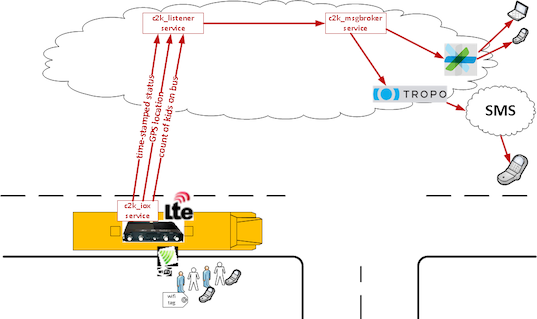 c2k_listener
service
c2k_msgbroker
service
TROPO
SMS
time-stamped status
GPS location
count of kids on bus
c2k_iox
service
Lte
wifi
tag